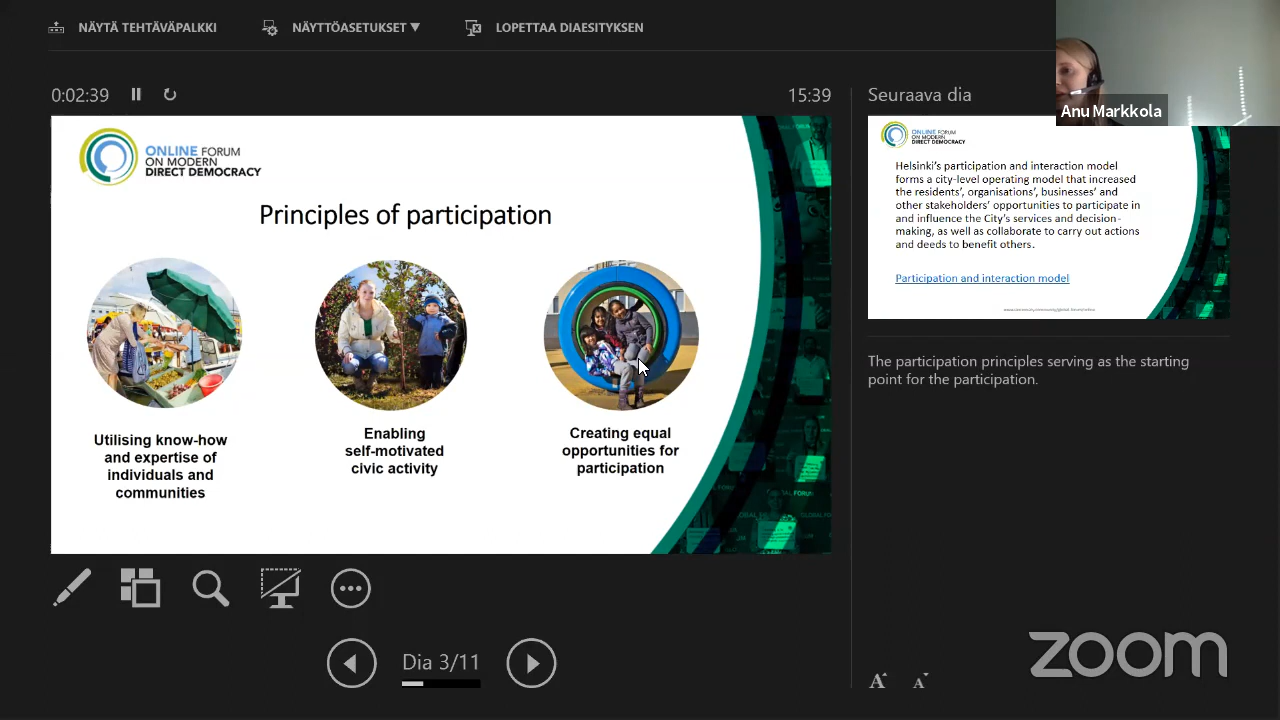 NÄYTÄ TEHTÄVÄPALKKI
NÄYTTÖASETUKSET ▼
LOPETTAA DIAESITYKSEN
0:02:39
15:39
ONLINE FORUM
ON MODERN
DIRECT DEMOCRACY
Principles of participation
Utilising know-how
and expertise of
individuals and
communities
Enabling
self-motivated
civic activity
Creating equal
opportunities for
participation
Dia 3/11
Seuraava dia
Anu Markkola
ONLINE FORUM
ON MODERN
DIRECT DEMOCRACY
Helsinki's participation and interaction model
forms a city-level operating model that increased
the residents', organisations', businesses' and
other stakeholders' opportunities to participate in
and influence the City's services and decision-
making, as well as collaborate to carry out actions
and deeds to benefit others.
Participation and interaction model
The participation principles serving as the starting
point for the participation.
A A
zoom